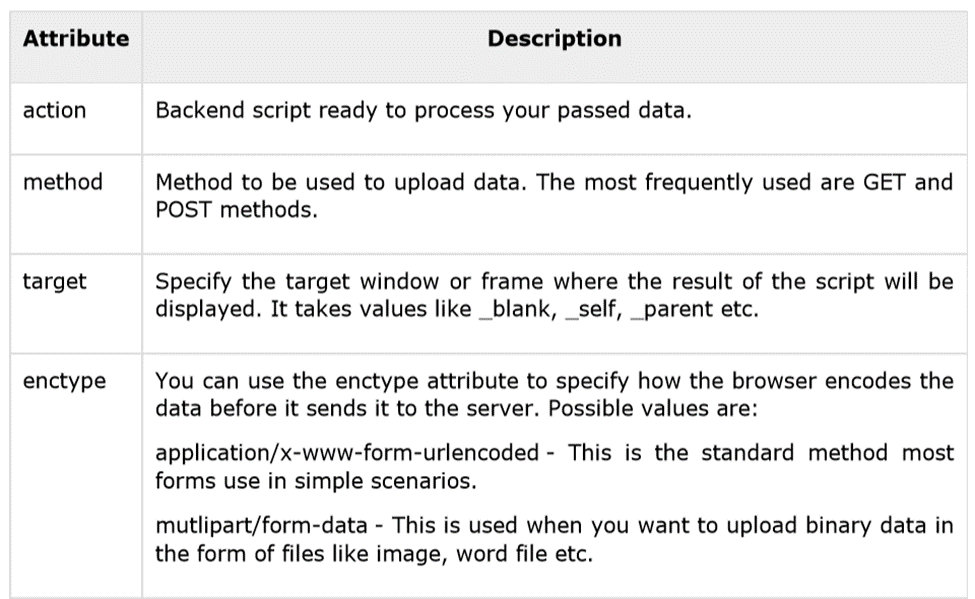 Attribute Description
action Backend script ready to process your passed data.
method Method to be used to upload data. The most frequently used are GET and
POST methods.
target Specify the target window or frame where the result of the script will be
displayed. It takes values like _blank, _self, _parent etc.
enctype You can use the enctype attribute to specify how the browser encodes the
data before it sends it to the server. Possible values are:
application/x-www-form-urlencoded - This is the standard method most
forms use in simple scenarios.
mutlipart/form-data - This is used when you want to upload binary data in
the form of files like image, word file etc.